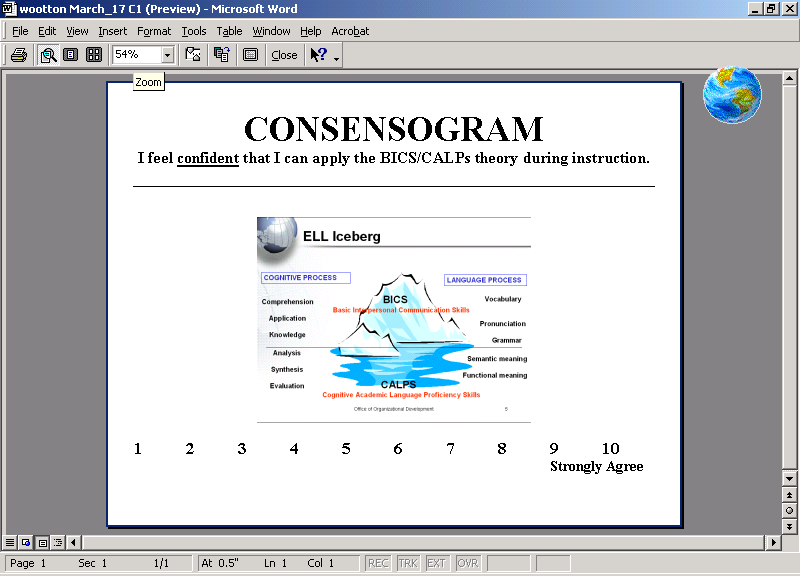 wootton March_17 C1 (Preview) - Microsoft Word
File Edit View Insert Format Tools Table Window Help Acrobat
54% Close
Zoom
CONSENSOGRAM
I feel confident that I can apply the BICS/CALPs theory during instruction.
ELL Iceberg
COGNITIVE PROCESS
LANGUAGE PROCESS
Comprehension
Application
Knowledge
Analysis
Synthesis
Evaluation
BICS
Basic Interpersonal Communication Skills
Vocabulary
Pronunciation
Grammar
Semantic meaning
Functional meaning
CALPS
Cognitive Academic Language Proficiency Skills
Office of Organizational Development 5
1 2 3 4 5 6 7 8 9 10
Strongly Agree
Page 1 Sec 1 1/1 At 0.5" Ln 1 Col 1 REC TRK EXT OVR